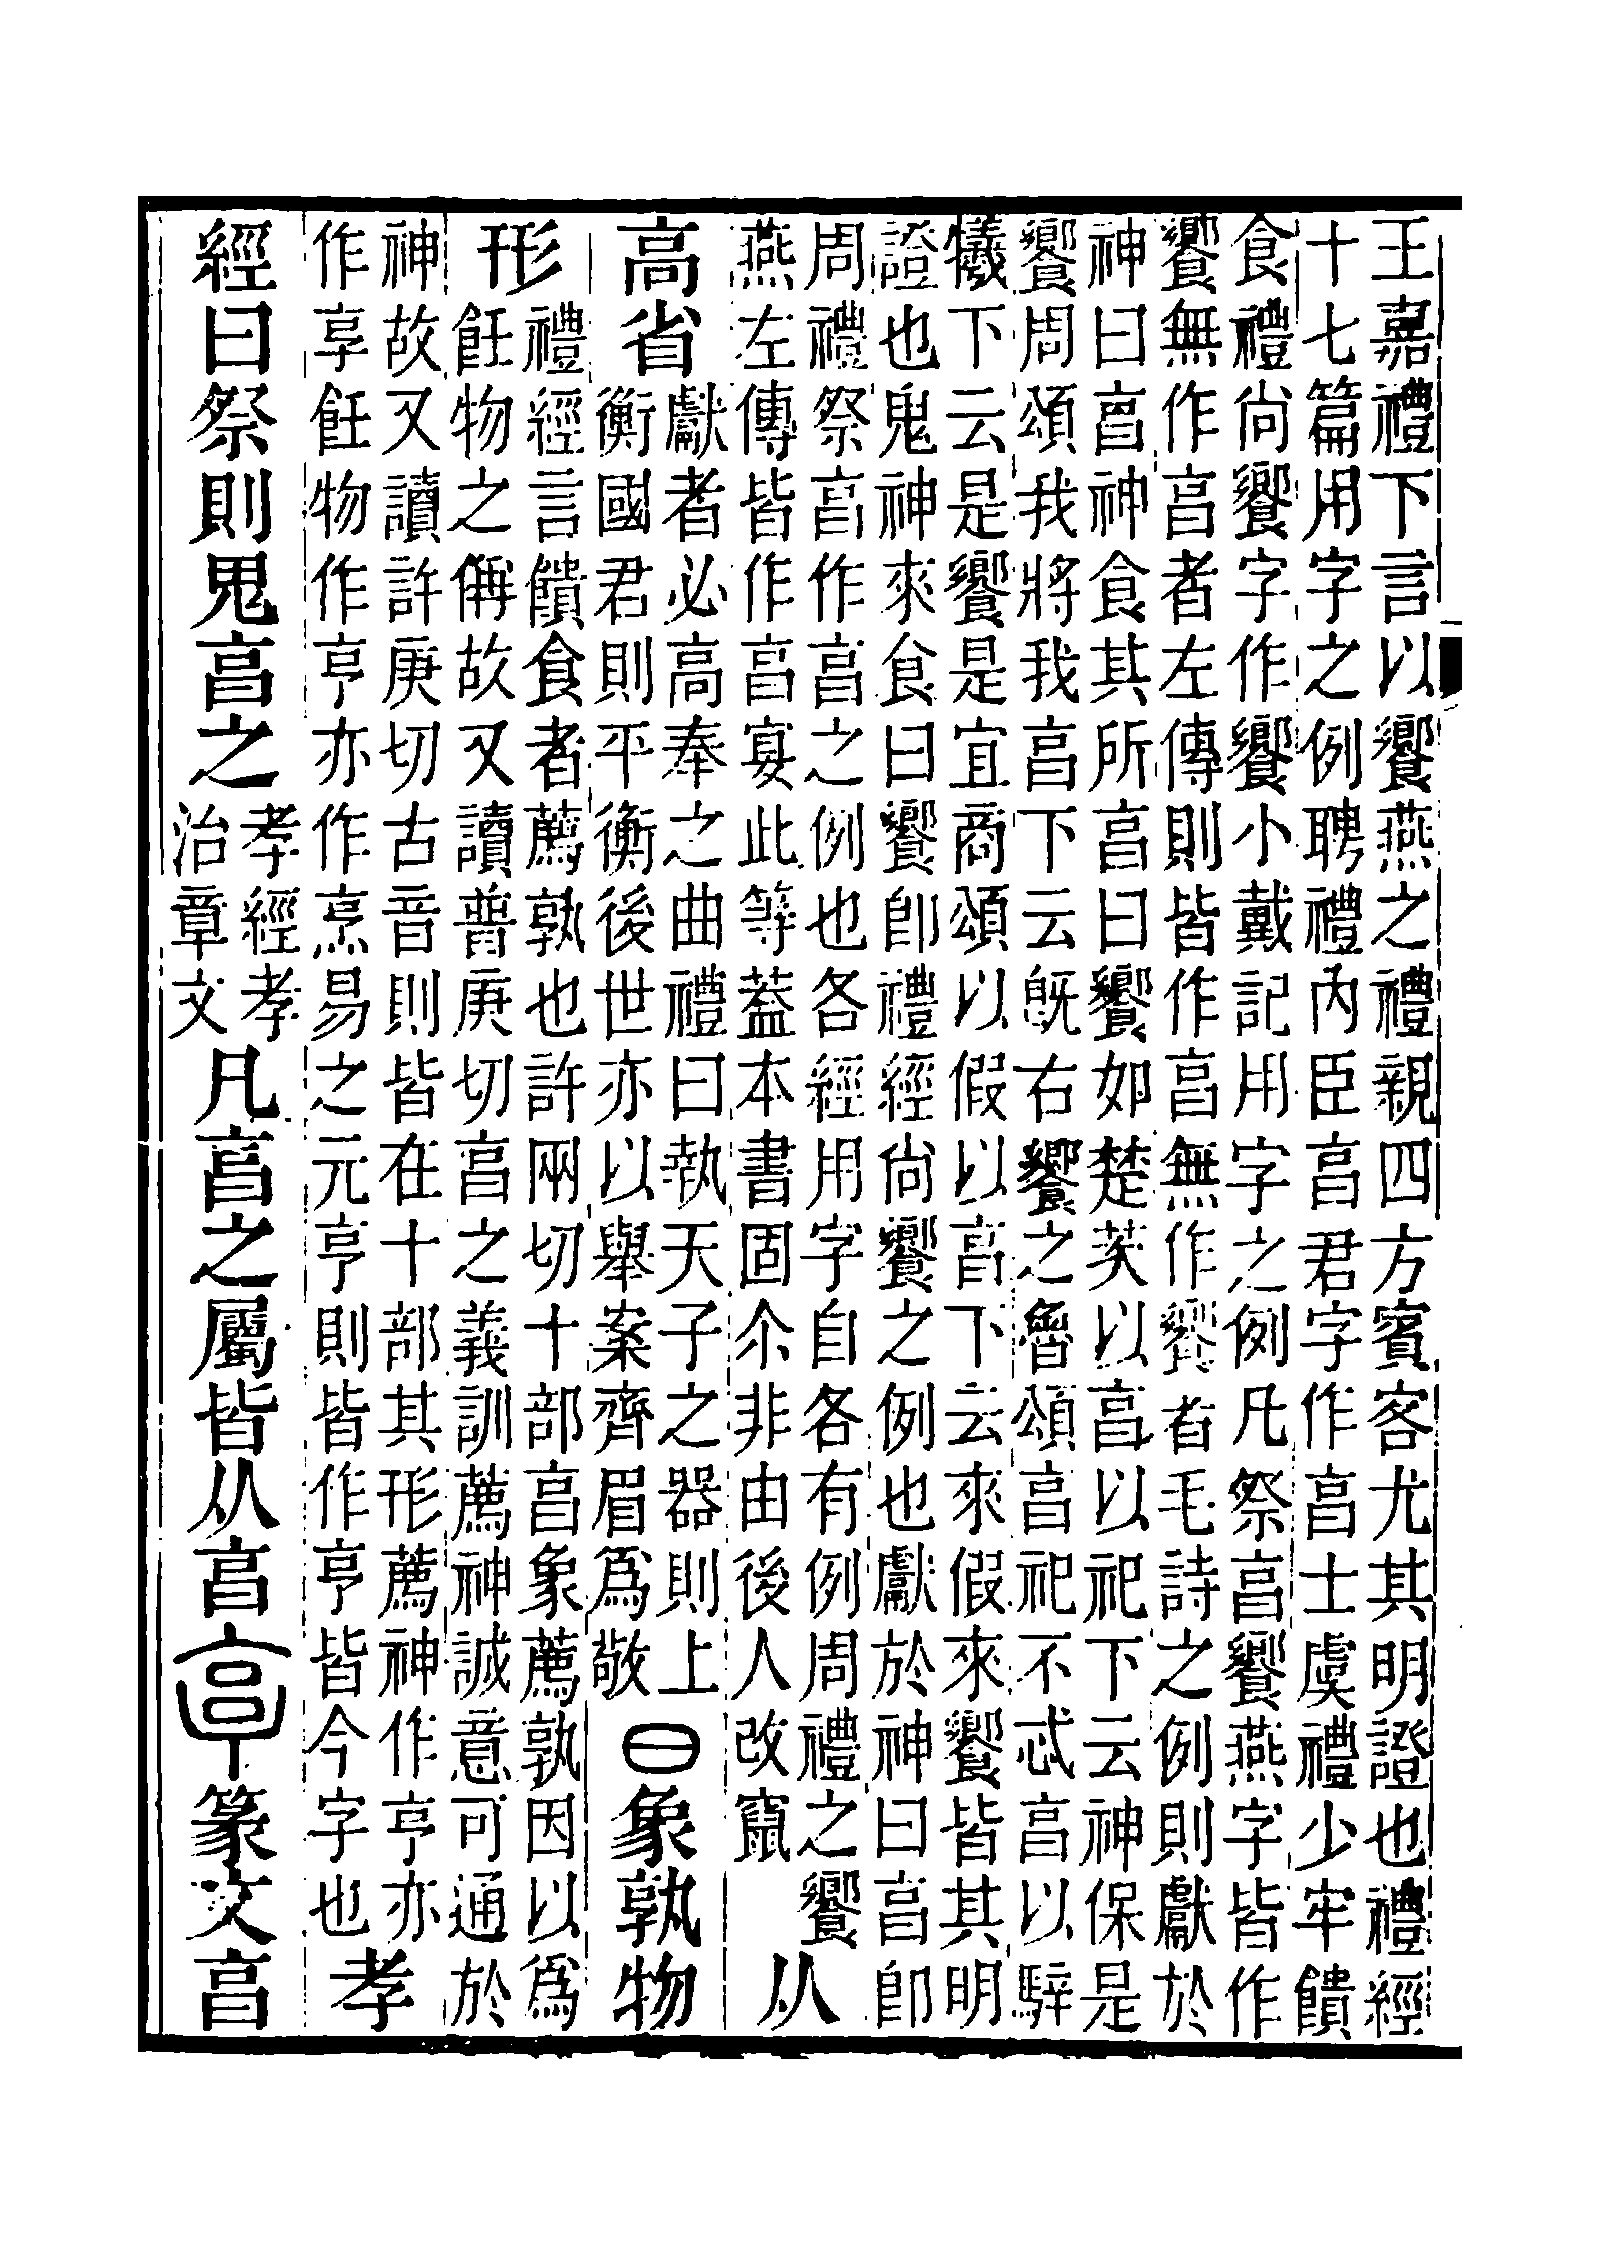 王嘉禮下言以饗燕之禮親四方賓客尤其明證也禮經
十七篇用字之例聘禮內臣亯君字作亯士虞禮少牢饋
食禮尚饗字作饗小戴記用字之例凡祭亯饗燕字皆作
饗無作亯者左傳則皆作亯無作饗者毛詩之例則獻於
神曰亯神食其所亯曰饗如楚茨以亯以祀下云神保是
饗周頌我將我亯下云旣右饗之魯頌亯祀不忒亯以騂
犧下云是饗是宜商頌以假以亯下云來假來饗皆其明
證也鬼神來食曰饗卽禮經尚饗之例也獻於神曰亯卽
周禮祭亯作亯之例也各經用字自各有例周禮之饗
燕左傳皆作亯宴此等葢本書固尒非由後人改竄
从
高省
獻者必高奉之曲禮曰執天子之器則上
衡國君則平衡後世亦以舉案齊眉爲敬
曰象孰物
形
禮經言饋食者薦孰也許兩切十部亯象薦孰因以爲
飪物之偁故又讀普庚切亯之義訓薦神誠意可通於
神故又讀許庚切古音則皆在十部其形薦神作亨亦
作享飪物作亨亦作烹易之元亨則皆作亨皆今字也
孝
經曰祭則鬼亯之
孝經孝
治章文
凡亯之屬皆从亯
享篆文亯